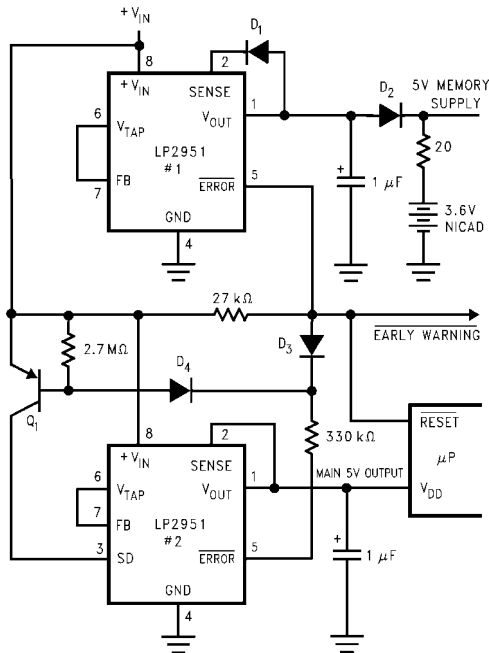 + VIN
D1
8
2
+ VIN
SENSE
D2
5V MEMORY
SUPPLY
6
VTAP
VOUT
1
LP2951
#1
20
7
FB
ERROR
5
+
1 μF
3.6V
NICAD
GND
4
27 kΩ
EARLY WARNING
2.7 MΩ
D4
D3
Q1
8
2
330 kΩ
RESET
+ VIN
SENSE
μP
6
VTAP
VOUT
1
MAIN 5V OUTPUT
VDD
7
FB
LP2951
#2
3
SD
ERROR
5
+
1 μF
GND
4